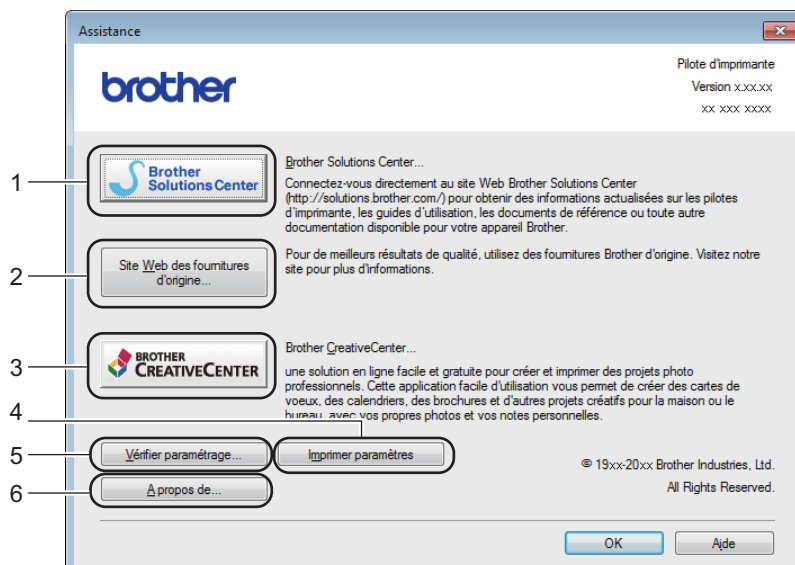 Assistance
brother
Pilote d'imprimante
Version x.xx.xx
xx xxx xxxx
1
Brother
Solutions Center
Brother Solutions Center...
Connectez-vous directement au site Web Brother Solutions Center
(http://solutions.brother.com/) pour obtenir des informations actualisées sur les pilotes
d'imprimante, les guides d'utilisation, les documents de référence ou toute autre
documentation disponible pour votre appareil Brother.
2
Site Web des fournitures
d'origine...
Pour de meilleurs résultats de qualité, utilisez des fournitures Brother d'origine. Visitez notre
site pour plus d'informations.
3
BROTHER
CREATIVECENTER
Brother CreativeCenter...
une solution en ligne facile et gratuite pour créer et imprimer des projets photo
professionnels. Cette application facile d'utilisation vous permet de créer des cartes de
voeux, des calendriers, des brochures et d'autres projets créatifs pour la maison ou le
bureau, avec vos propres photos et vos notes personnelles.
4
5
Vérifier paramétrage...
Imprimer paramètres
© 19xx-20xx Brother Industries, Ltd.
All Rights Reserved.
6
A propos de...
OK
Aide